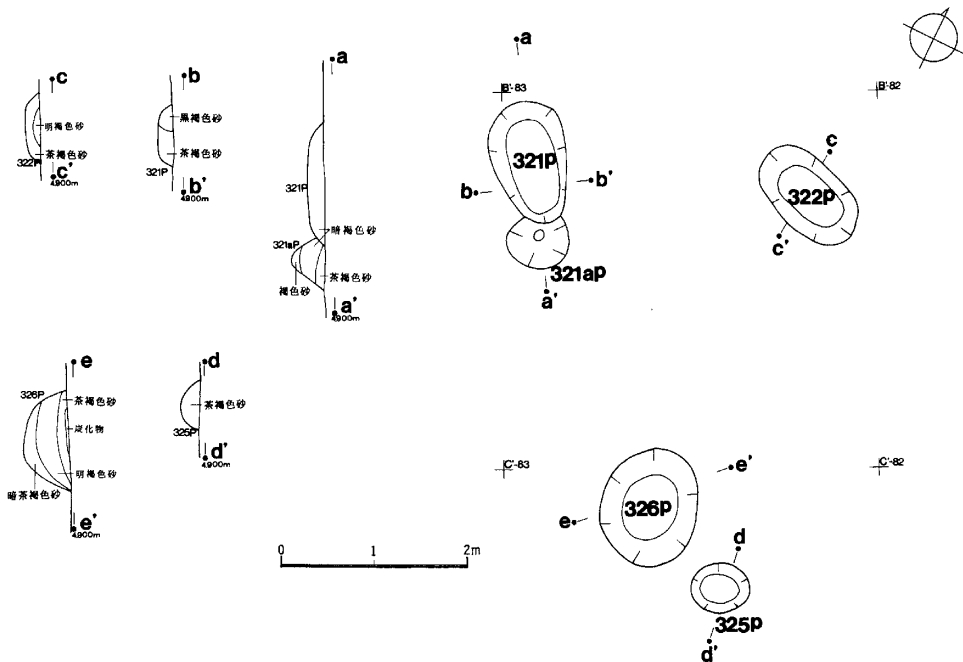 c
明褐色砂
茶褐色砂
322P
c'
4.900m
b
黒褐色砂
茶褐色砂
321P
b'
4.900m
a
321P
暗褐色砂
321aP
茶褐色砂
褐色砂
a'
4.900m
a
B'-83
321P
b
b'
321aP
a'
B'-82
c
322P
c'
e
326P
茶褐色砂
炭化物
明褐色砂
暗茶褐色砂
e'
4.900m
d
茶褐色砂
325P
d'
4.900m
0 1 2m
C'-83
e'
326P
e
d
325P
d'
C'-82